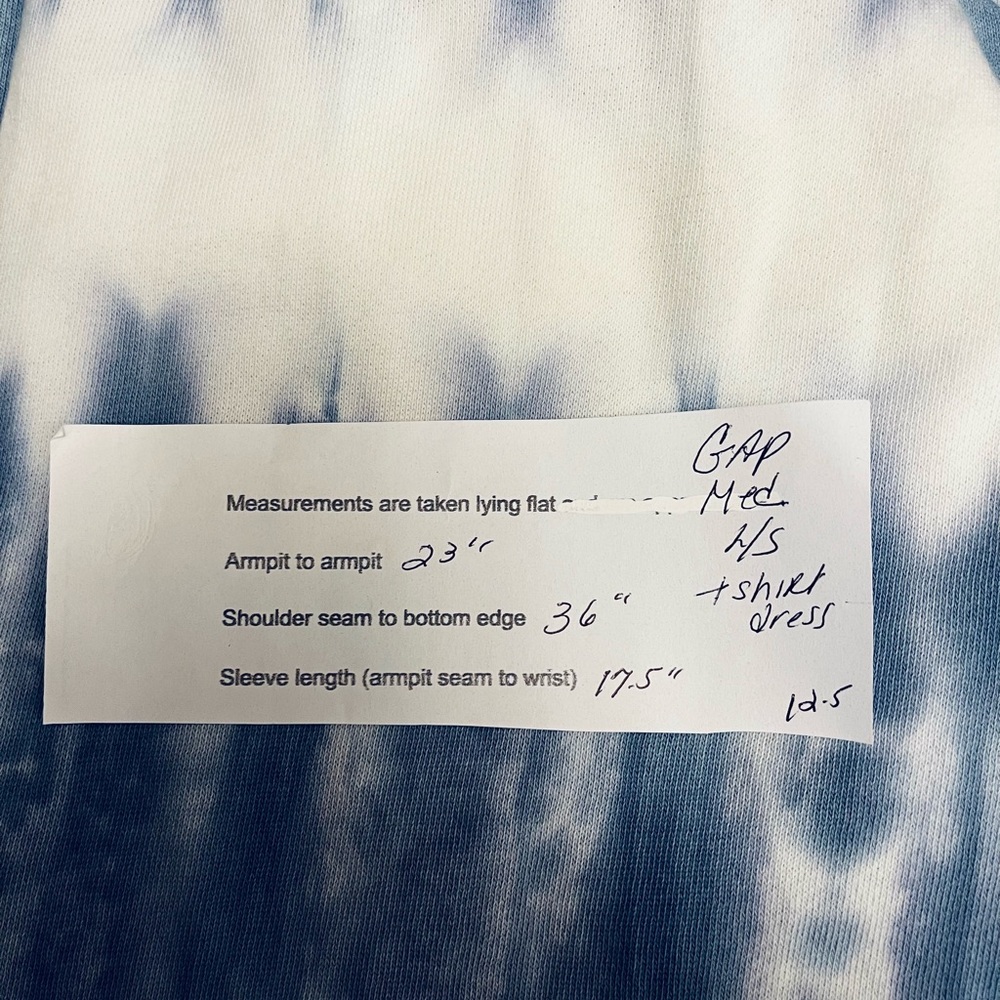 GAP
Measurements are taken lying flat
Med
L/S
Armpit to armpit 23"
t shirt
dress
Shoulder seam to bottom edge 36"
Sleeve length (armpit seam to wrist) 17.5"
12.5